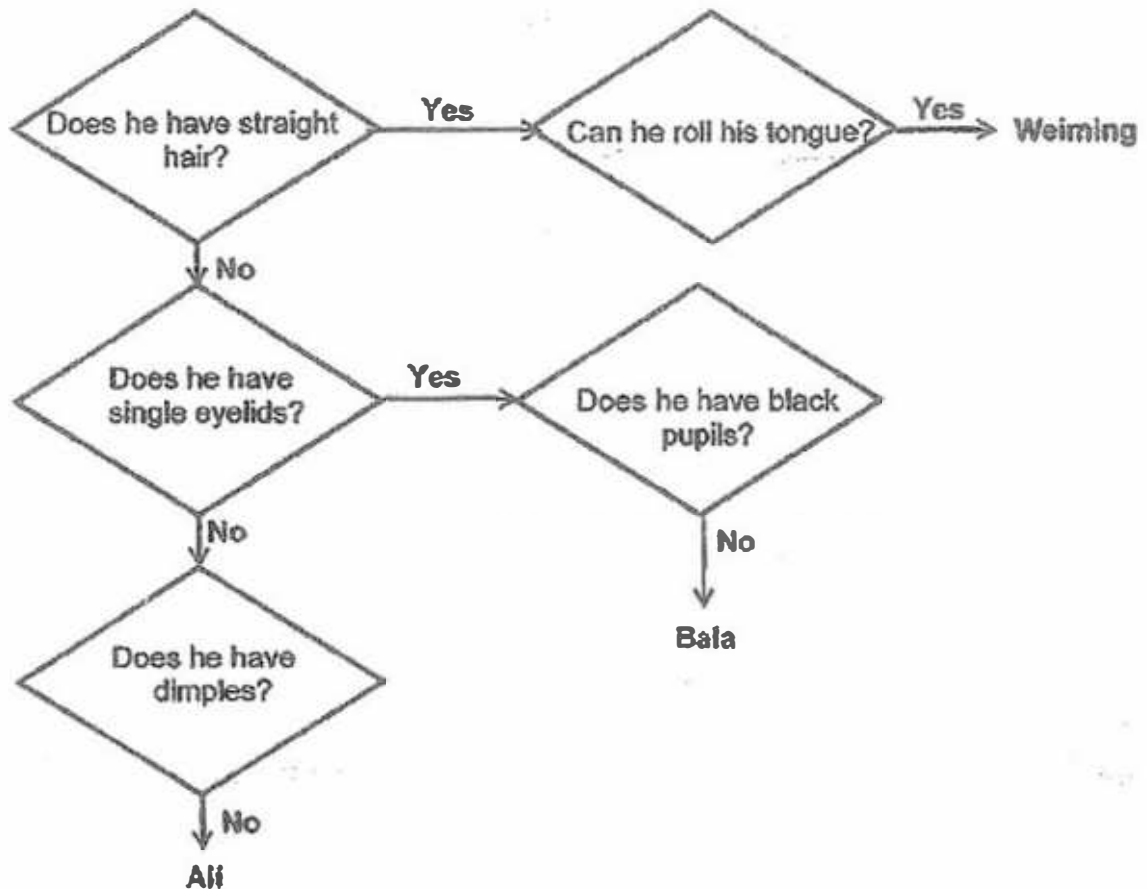 Does he have straight
hair?
Yes
Can he roll his tongue?
Yes
Weiming
No
Does he have
single eyelids?
Yes
Does he have black
pupils?
No
No
Bala
Does he have
dimples?
No
Ali